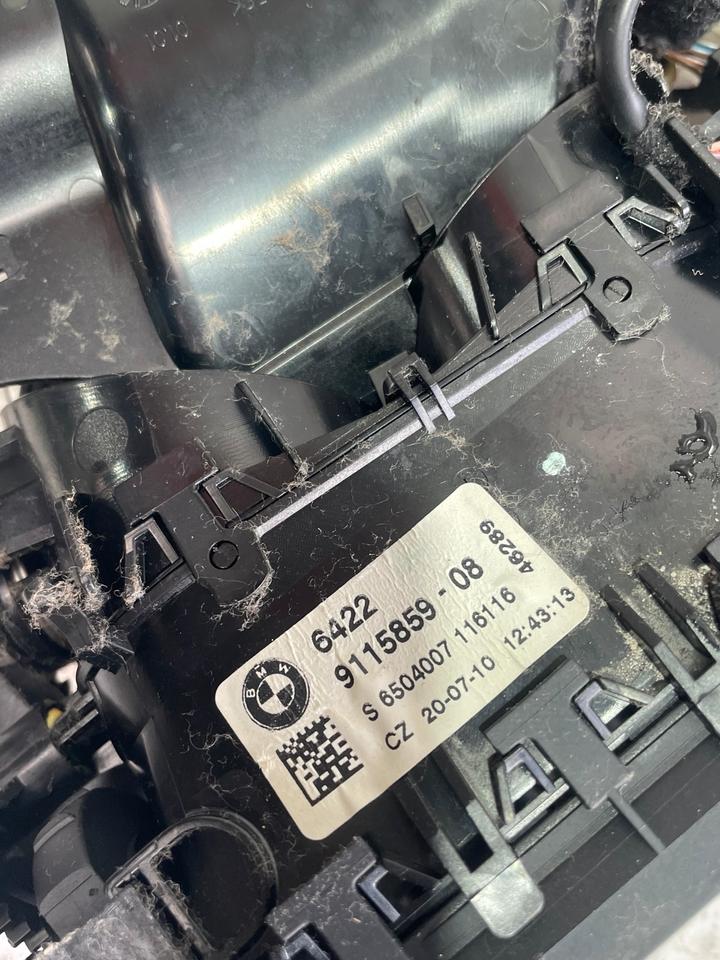 BMW
6422
9115859 - 08
46289
S 6504007 116116
CZ 20-07-10 12:43:13